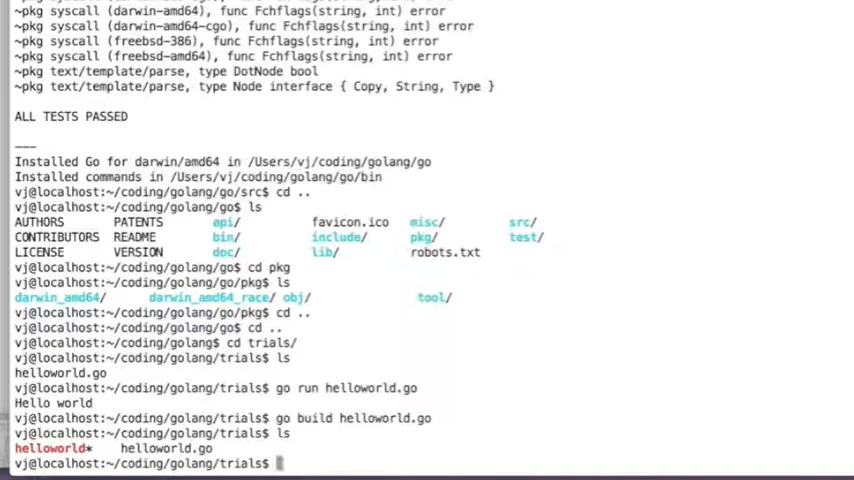 ~pkg syscall (darwin-amd64), func Fchflags(string, int) error
~pkg syscall (darwin-amd64-cgo), func Fchflags(string, int) error
~pkg syscall (freebsd-386), func Fchflags(string, int) error
~pkg syscall (freebsd-amd64), func Fchflags(string, int) error
~pkg text/template/parse, type DotNode bool
~pkg text/template/parse, type Node interface { Copy, String, Type }
ALL TESTS PASSED
---
Installed Go for darwin/amd64 in /Users/vj/coding/golang/go
Installed commands in /Users/vj/coding/golang/go/bin
vj@localhost:~/coding/golang/go/src$ cd ..
vj@localhost:~/coding/golang/go$ ls
AUTHORS PATENTS api/ favicon.ico misc/ src/
CONTRIBUTORS README bin/ include/ pkg/ test/
LICENSE VERSION doc/ lib/ robots.txt
vj@localhost:~/coding/golang/go$ cd pkg
vj@localhost:~/coding/golang/go/pkg$ ls
darwin_amd64/ darwin_amd64_race/ obj/ tool/
vj@localhost:~/coding/golang/go/pkg$ cd ..
vj@localhost:~/coding/golang/go$ cd ..
vj@localhost:~/coding/golang$ cd trials/
vj@localhost:~/coding/golang/trials$ ls
helloworld.go
vj@localhost:~/coding/golang/trials$ go run helloworld.go
Hello world
vj@localhost:~/coding/golang/trials$ go build helloworld.go
vj@localhost:~/coding/golang/trials$ ls
helloworld* helloworld.go
vj@localhost:~/coding/golang/trials$